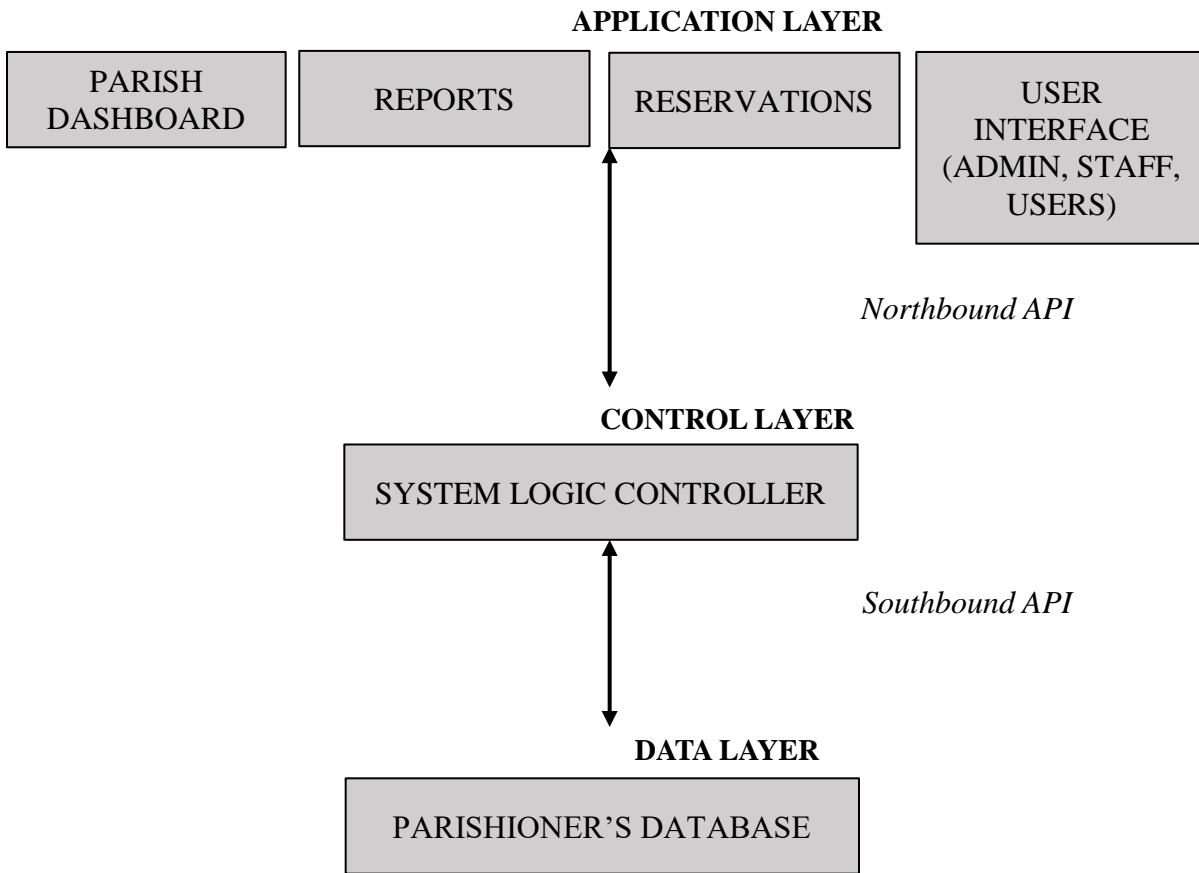 APPLICATION LAYER
PARISH
DASHBOARD
REPORTS
RESERVATIONS
USER
INTERFACE
(ADMIN, STAFF,
USERS)
Northbound API
CONTROL LAYER
SYSTEM LOGIC CONTROLLER
Southbound API
DATA LAYER
PARISHIONER’S DATABASE